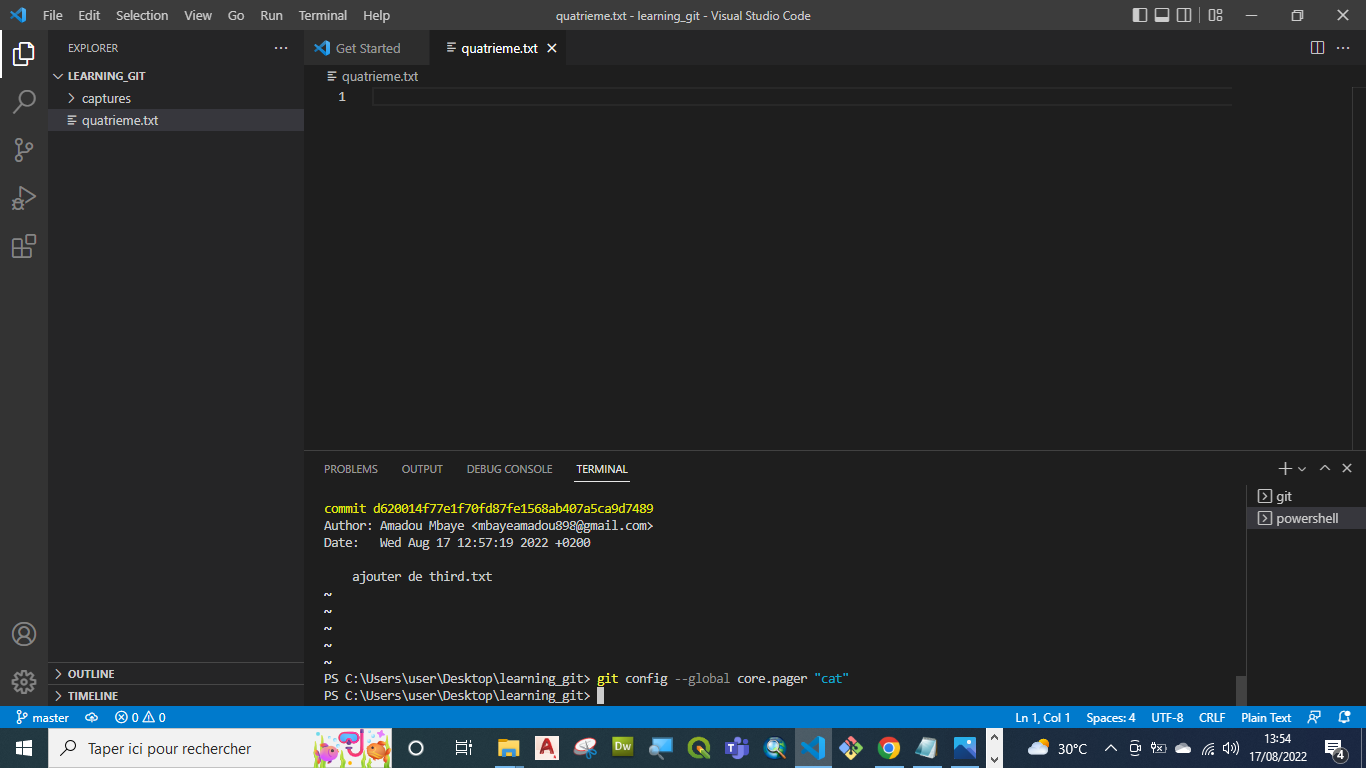 File Edit Selection View Go Run Terminal Help
quatrieme.txt - learning_git - Visual Studio Code
EXPLORER
LEARNING_GIT
captures
quatrieme.txt
OUTLINE
TIMELINE
Get Started
quatrieme.txt
quatrieme.txt
1
PROBLEMS OUTPUT DEBUG CONSOLE TERMINAL
commit d620014f77e1f70fd87fe1568ab407a5ca9d7489
Author: Amadou Mbaye <mbayeamadou898@gmail.com>
Date:   Wed Aug 17 12:57:19 2022 +0200
ajouter de third.txt
~
~
~
~
~
PS C:\Users\user\Desktop\learning_git> git config --global core.pager "cat"
PS C:\Users\user\Desktop\learning_git>
git
powershell
master 0 0 Ln 1, Col 1 Spaces: 4 UTF-8 CRLF Plain Text
Taper ici pour rechercher
A
Dw
30°C
13:54
17/08/2022
4